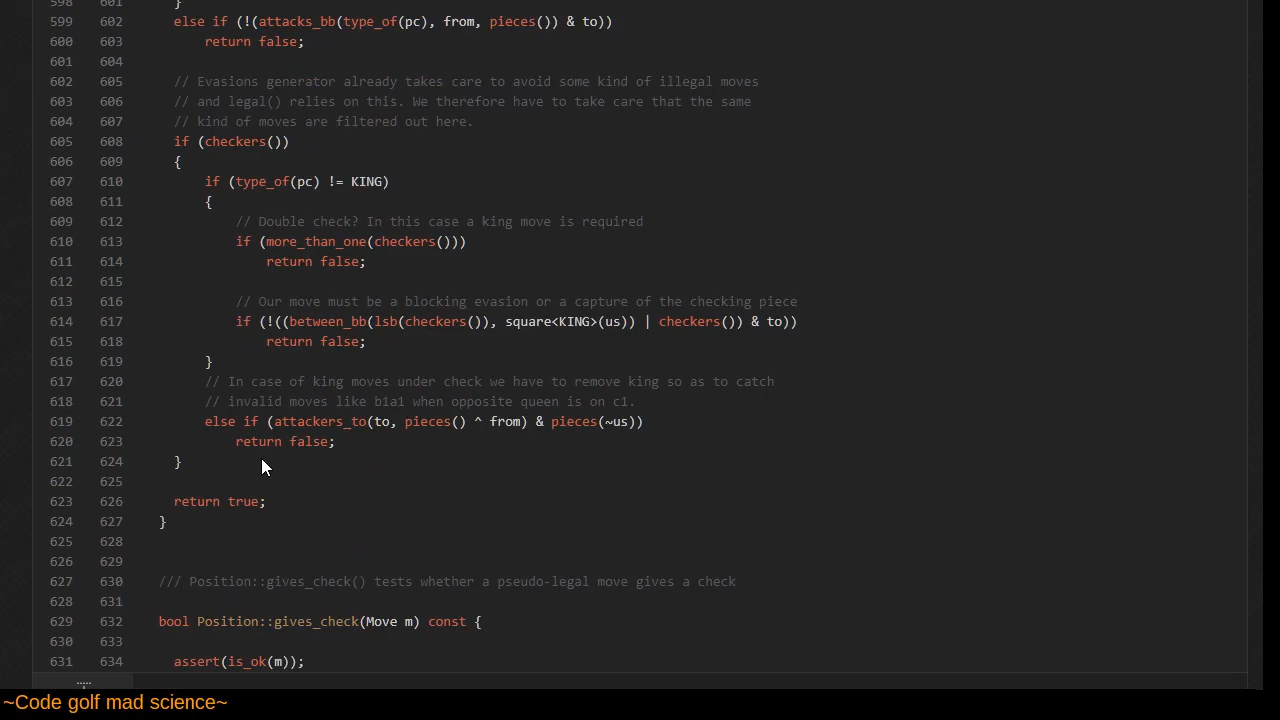 598 601 }
599 602 else if (!(attacks_bb(type_of(pc), from, pieces()) & to))
600 603 return false;
601 604
602 605 // Evasions generator already takes care to avoid some kind of illegal moves
603 606 // and legal() relies on this. We therefore have to take care that the same
604 607 // kind of moves are filtered out here.
605 608 if (checkers())
606 609 {
607 610 if (type_of(pc) != KING)
608 611 {
609 612 // Double check? In this case a king move is required
610 613 if (more_than_one(checkers()))
611 614 return false;
612 615
613 616 // Our move must be a blocking evasion or a capture of the checking piece
614 617 if (!((between_bb(lsb(checkers()), square<KING>(us)) | checkers()) & to))
615 618 return false;
616 619 }
617 620 // In case of king moves under check we have to remove king so as to catch
618 621 // invalid moves like b1a1 when opposite queen is on c1.
619 622 else if (attackers_to(to, pieces() ^ from) & pieces(~us))
620 623 return false;
621 624 }
622 625
623 626 return true;
624 627 }
625 628
626 629
627 630 /// Position::gives_check() tests whether a pseudo-legal move gives a check
628 631
629 632 bool Position::gives_check(Move m) const {
630 633
631 634 assert(is_ok(m));
~Code golf mad science~